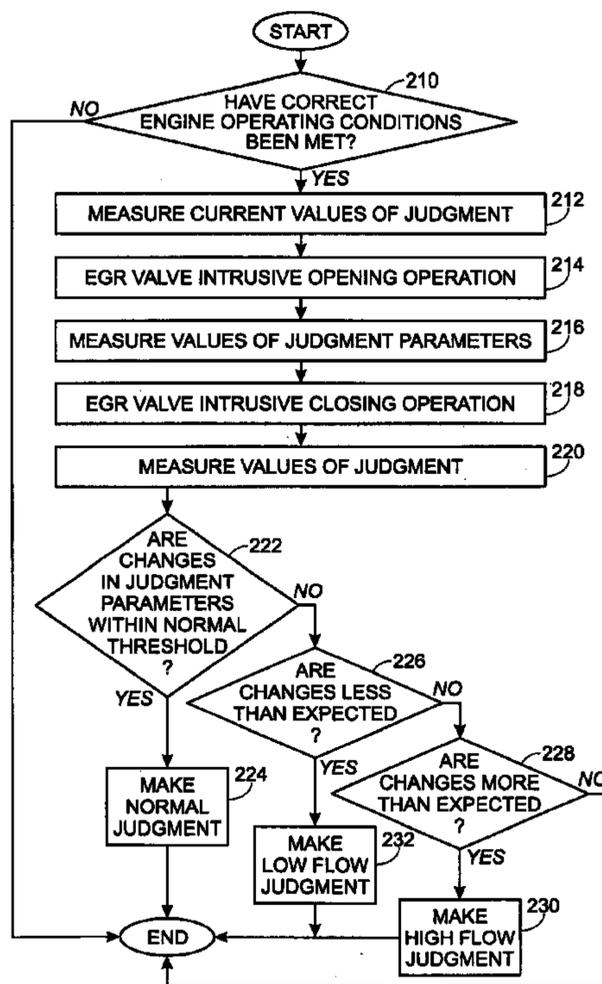 START
210
NO
HAVE CORRECT
ENGINE OPERATING CONDITIONS
BEEN MET?
YES
MEASURE CURRENT VALUES OF JUDGMENT
212
EGR VALVE INTRUSIVE OPENING OPERATION
214
MEASURE VALUES OF JUDGMENT PARAMETERS
216
EGR VALVE INTRUSIVE CLOSING OPERATION
218
MEASURE VALUES OF JUDGMENT
220
ARE
CHANGES
IN JUDGMENT
PARAMETERS
WITHIN NORMAL
THRESHOLD
?
222
NO
YES
ARE
CHANGES LESS
THAN EXPECTED
?
226
NO
YES
ARE
CHANGES MORE
THAN EXPECTED
?
228
NO
YES
MAKE
NORMAL
JUDGMENT
224
MAKE
LOW FLOW
JUDGMENT
232
MAKE
HIGH FLOW
JUDGMENT
230
END